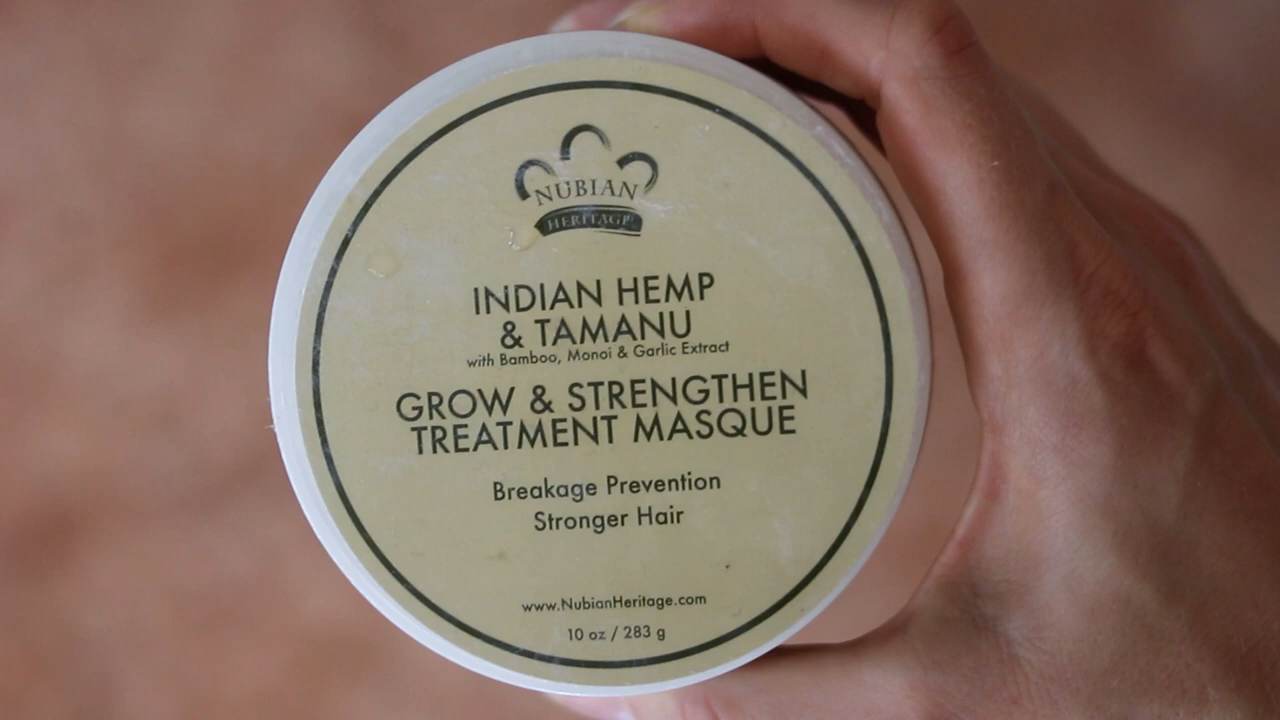 NUBIAN
HERITAGE
INDIAN HEMP
& TAMANU
with Bamboo, Monoi & Garlic Extract
GROW & STRENGTHEN
TREATMENT MASQUE
Breakage Prevention
Stronger Hair
www.NubianHeritage.com
10 oz / 283 g